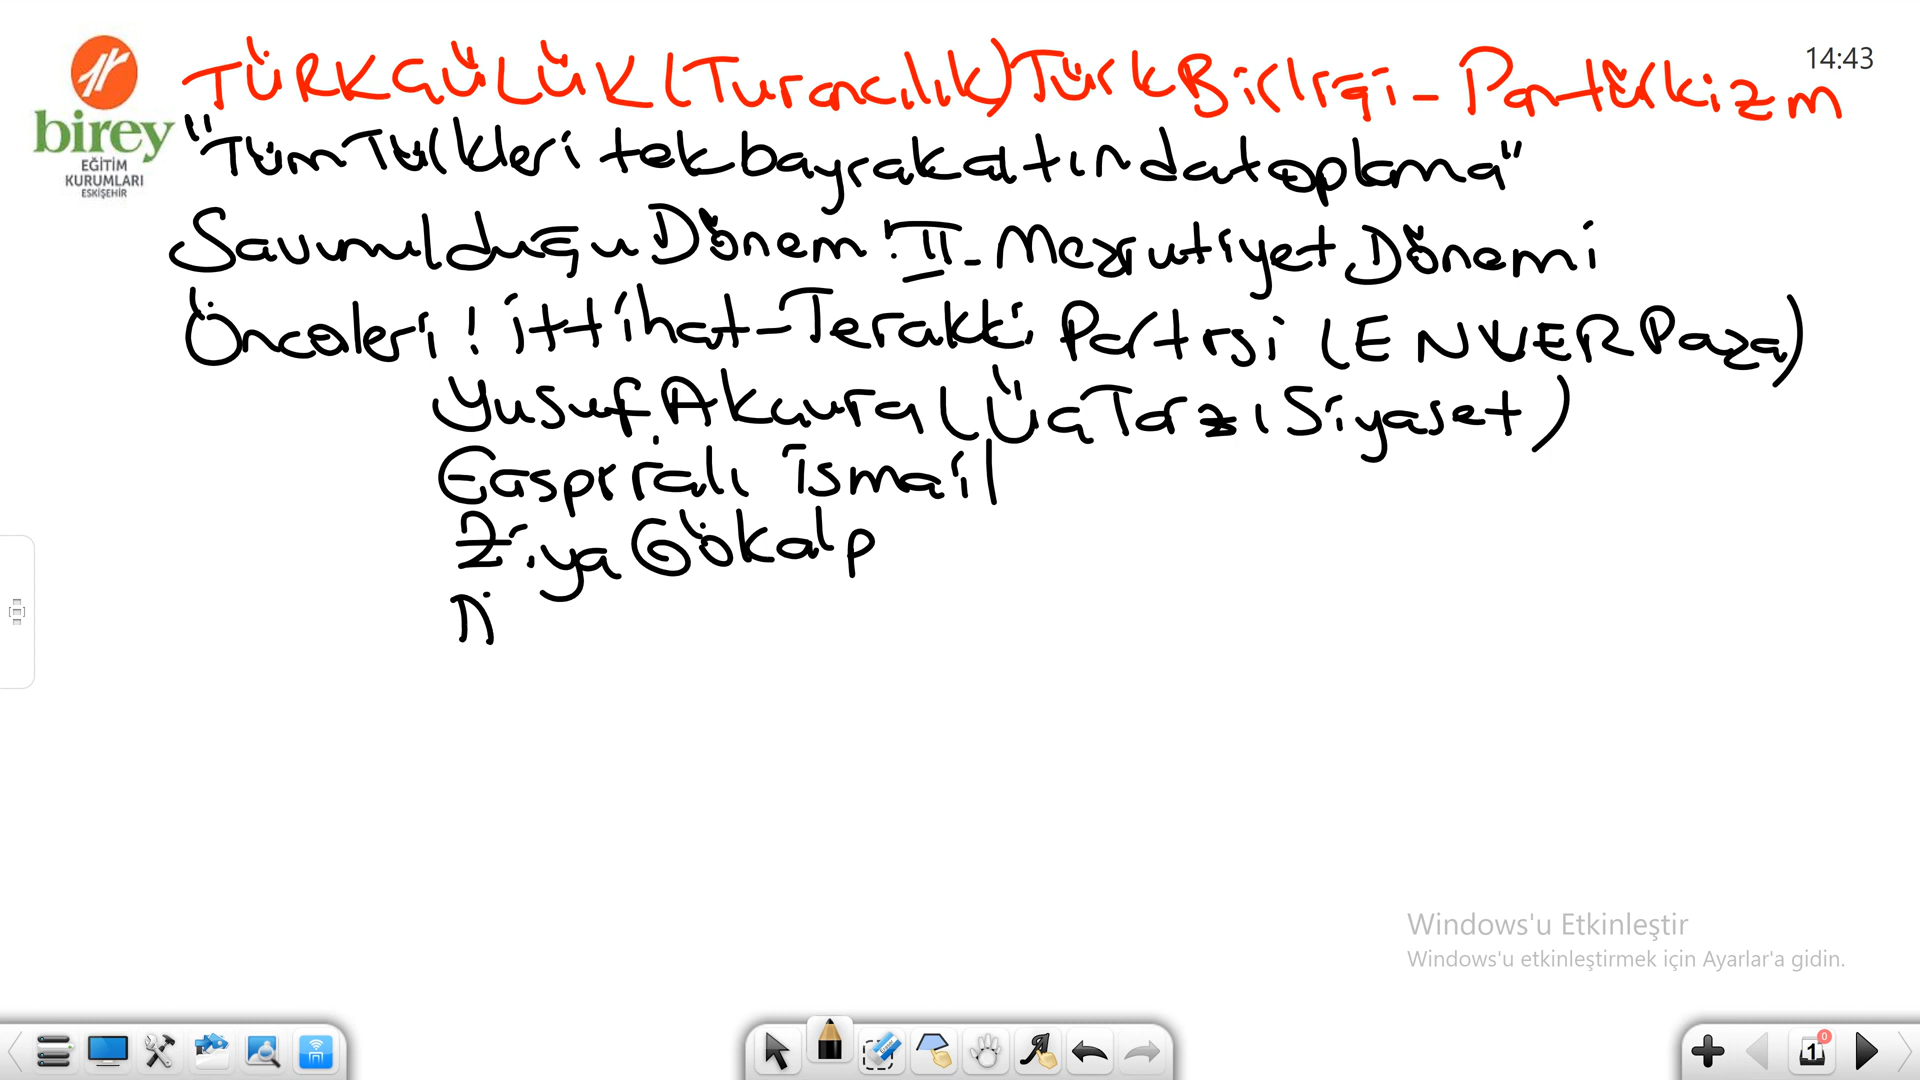 14:43
birey
EĞİTİM
KURUMLARI
ESKİŞEHİR
TÜRKÇÜLÜK (Turancılık) Türk Birliği - Pantürkizm
"Tüm Türkleri tek bayrak altında toplama"
Savunulduğu Dönem: II. Meşrutiyet Dönemi
Öncüleri: İttihat-Terakki Partisi (ENVER Paşa)
Yusuf Akçura (Üç Tarz-ı Siyaset)
Gaspıralı İsmail
Ziya Gökalp
Windows'u Etkinleştir
Windows'u etkinleştirmek için Ayarlar'a gidin.
1
0